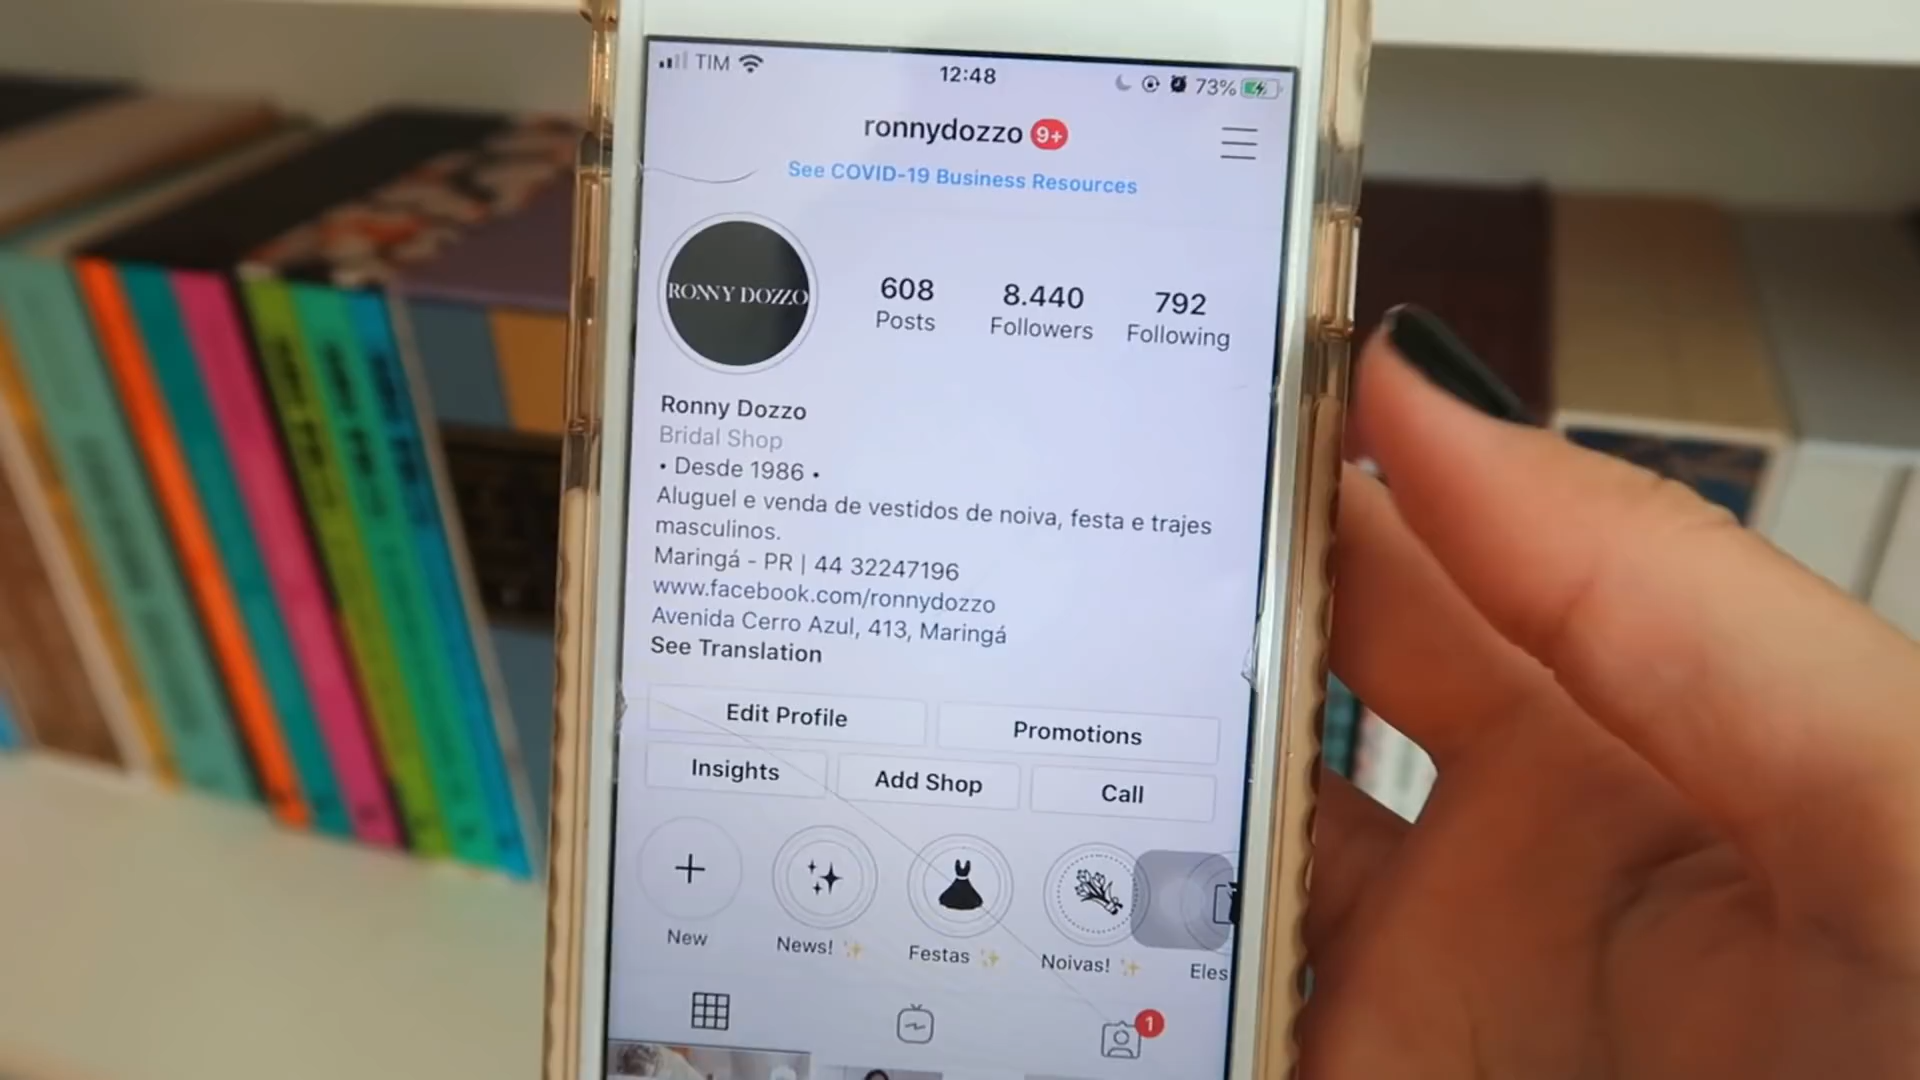 TIM
12:48
73%
ronnydozzo 9+
See COVID-19 Business Resources
RONNY DOZZO
608 8.440 792
Posts Followers Following
Ronny Dozzo
Bridal Shop
• Desde 1986 •
Aluguel e venda de vestidos de noiva, festa e trajes
masculinos.
Maringá - PR | 44 32247196
www.facebook.com/ronnydozzo
Avenida Cerro Azul, 413, Maringá
See Translation
Edit Profile Promotions
Insights Add Shop Call
New News! ✨ Festas ✨ Noivas! ✨ Eles
1